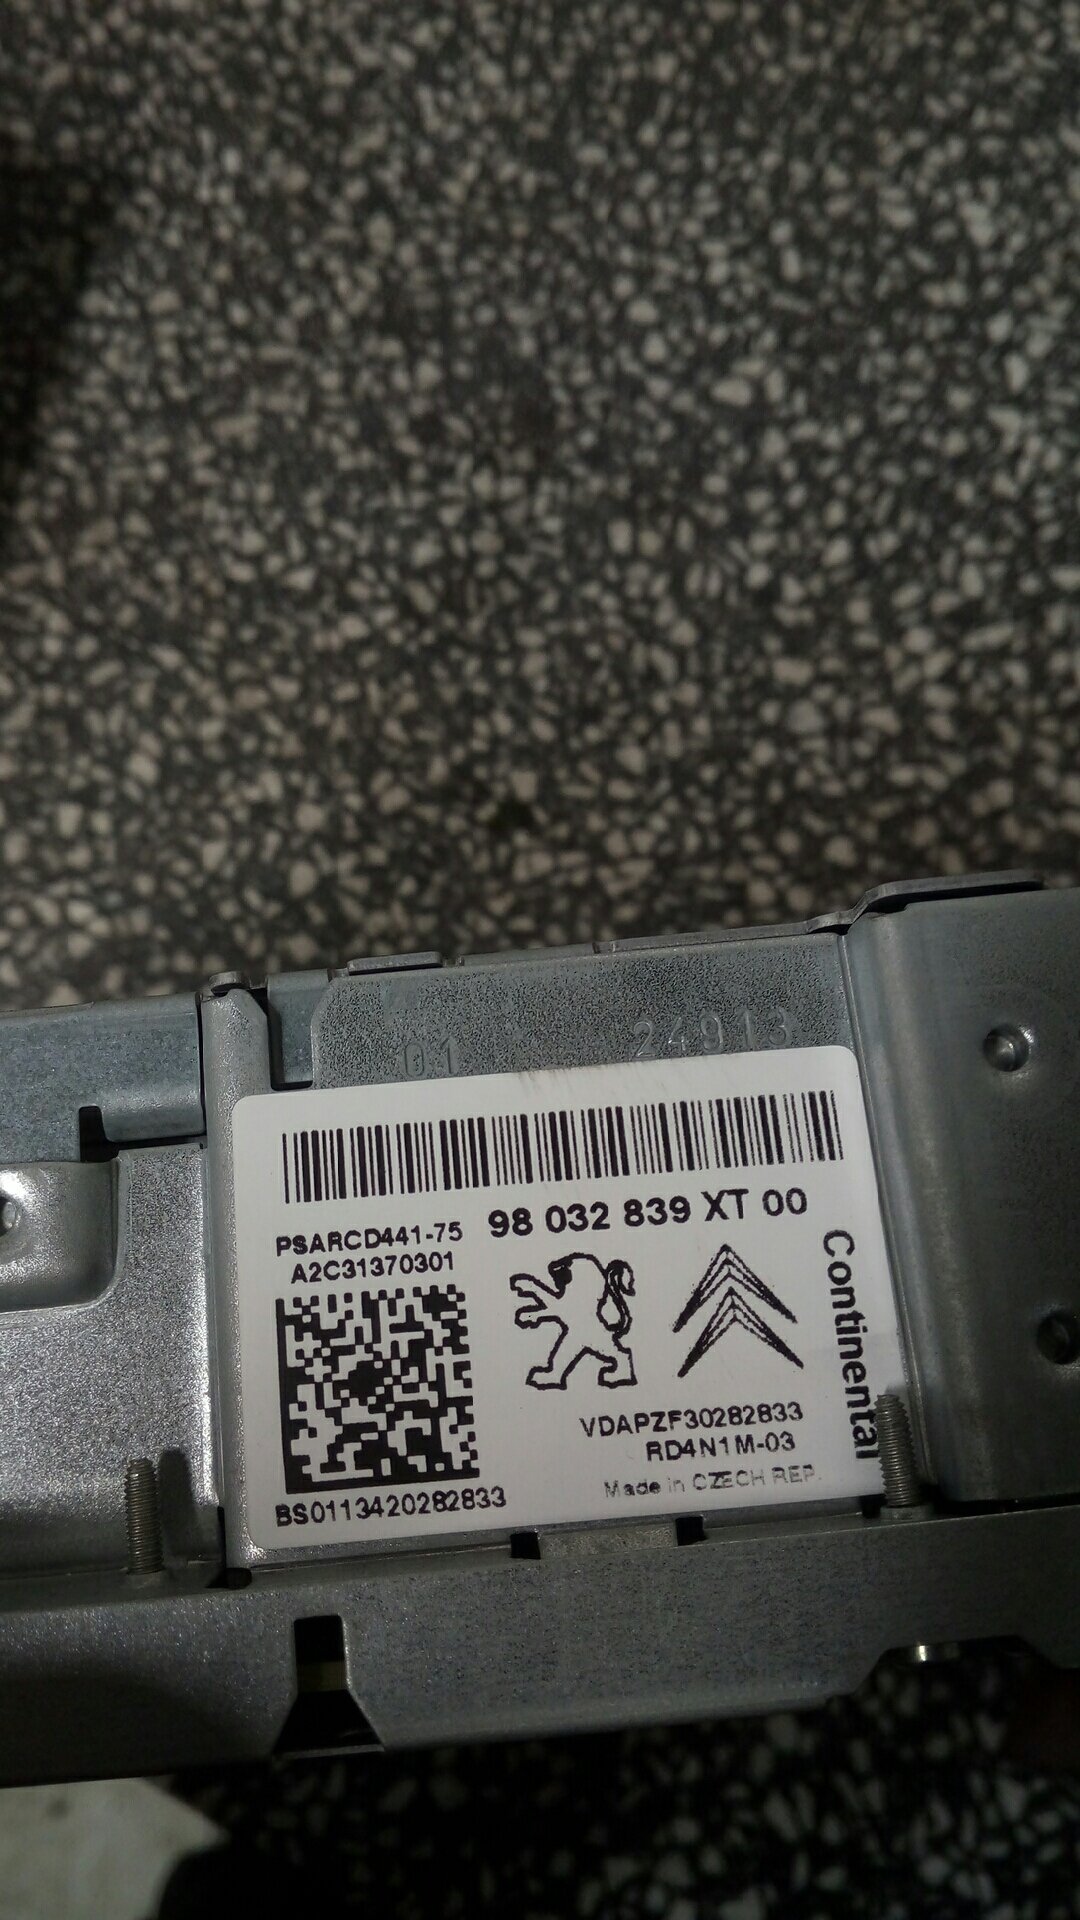 01 24913
98 032 839 XT 00
PSARCD441-75
A2C31370301
Continental
VDAPZF30282833
RD4N1M-03
Made in CZECH REP.
BS0113420282833